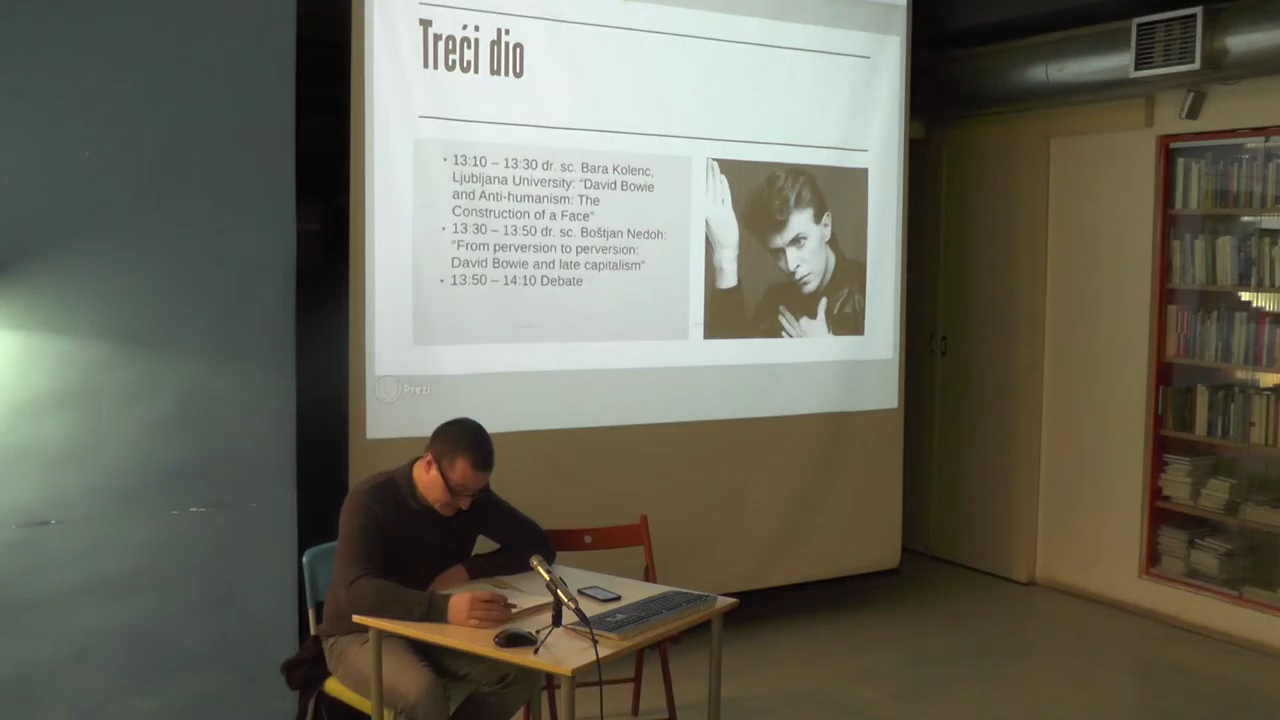 Treći dio
• 13:10 – 13:30 dr. sc. Bara Kolenc,
Ljubljana University: "David Bowie
and Anti-humanism: The
Construction of a Face"
• 13:30 – 13:50 dr. sc. Boštjan Nedoh:
"From perversion to perversion:
David Bowie and late capitalism"
• 13:50 – 14:10 Debate
Prezi